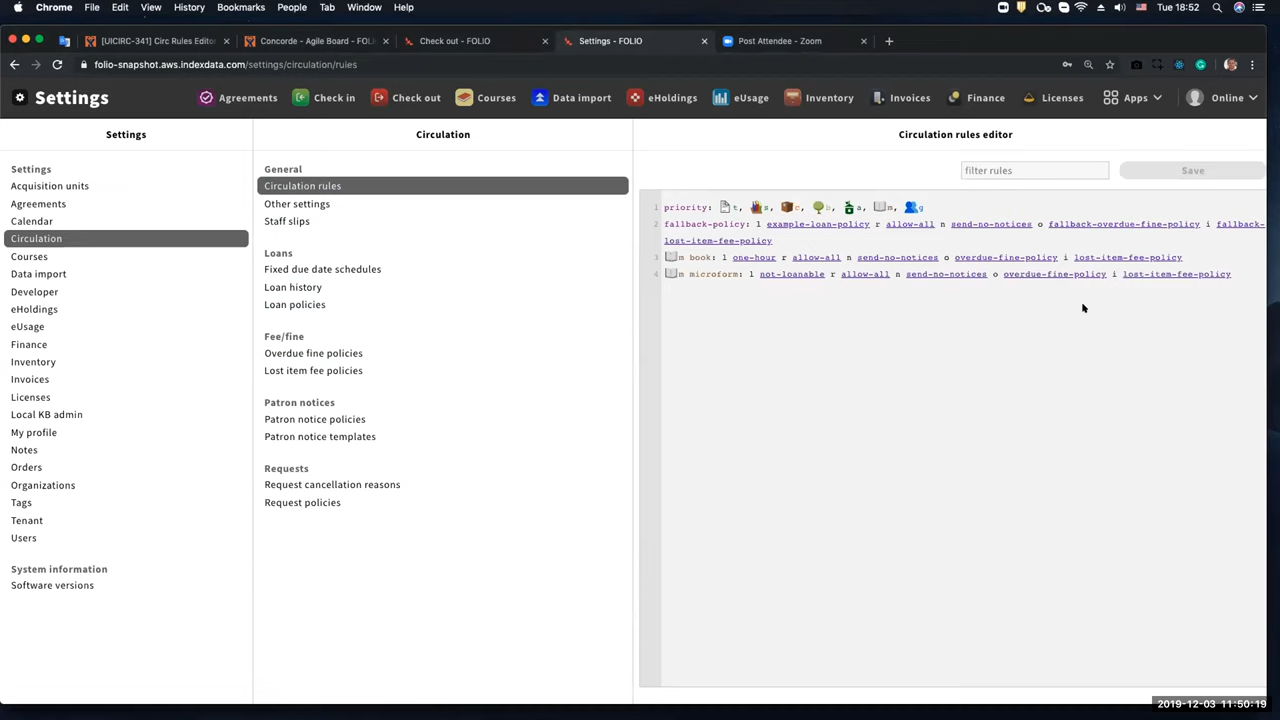 Chrome File Edit View History Bookmarks People Tab Window Help Tue 18:52
[UICIRC-341] Circ Rules Editor Concorde - Agile Board - FOLIO Check out - FOLIO Settings - FOLIO Post Attendee - Zoom
folio-snapshot.aws.indexdata.com/settings/circulation/rules
Settings Agreements Check in Check out Courses Data import eHoldings eUsage Inventory Invoices Finance Licenses Apps Online
Settings Circulation Circulation rules editor
Settings
Acquisition units
Agreements
Calendar
Circulation
Courses
Data import
Developer
eHoldings
eUsage
Finance
Inventory
Invoices
Licenses
Local KB admin
My profile
Notes
Orders
Organizations
Tags
Tenant
Users
System information
Software versions
General
Circulation rules
Other settings
Staff slips
Loans
Fixed due date schedules
Loan history
Loan policies
Fee/fine
Overdue fine policies
Lost item fee policies
Patron notices
Patron notice policies
Patron notice templates
Requests
Request cancellation reasons
Request policies
filter rules Save
1 priority: t, s, c, b, a, m, g
2 fallback-policy: l example-loan-policy r allow-all n send-no-notices o fallback-overdue-fine-policy i fallback-
lost-item-fee-policy
3 m book: l one-hour r allow-all n send-no-notices o overdue-fine-policy i lost-item-fee-policy
4 m microform: l not-loanable r allow-all n send-no-notices o overdue-fine-policy i lost-item-fee-policy
2019-12-03 11:50:19